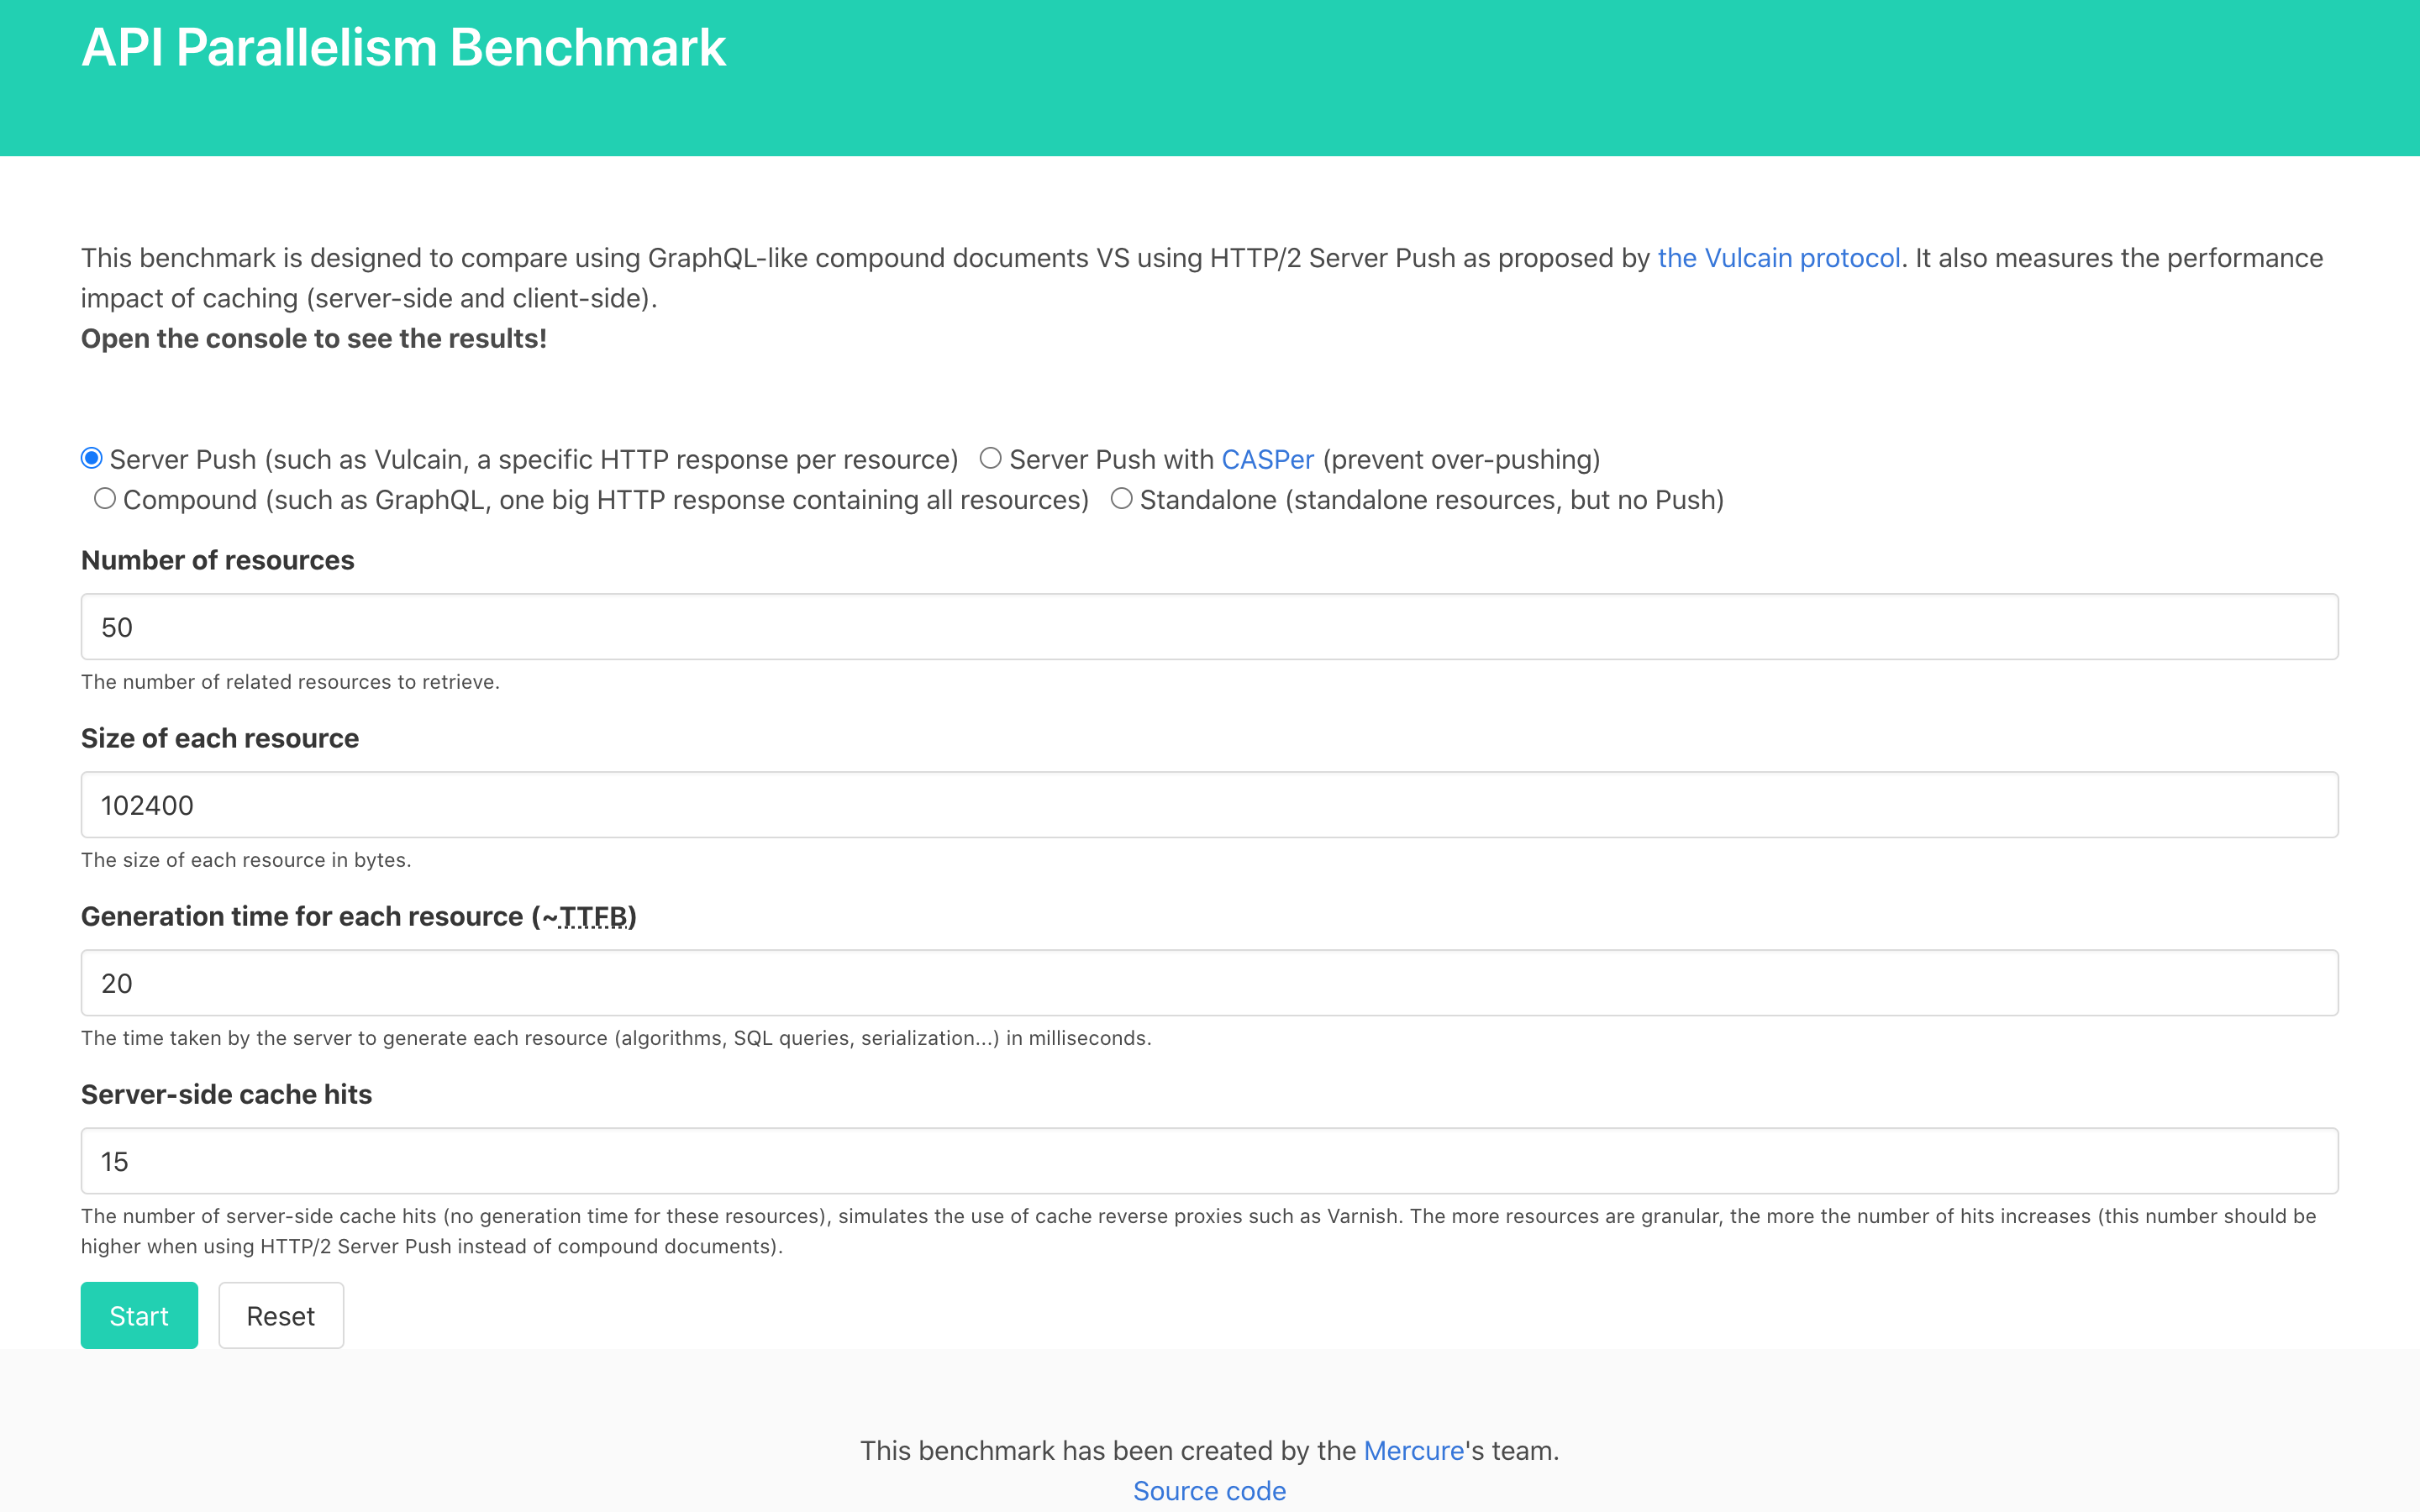 API Parallelism Benchmark
This benchmark is designed to compare using GraphQL-like compound documents VS using HTTP/2 Server Push as proposed by the Vulcain protocol. It also measures the performance
impact of caching (server-side and client-side).
Open the console to see the results!
Server Push (such as Vulcain, a specific HTTP response per resource) Server Push with CASPer (prevent over-pushing)
Compound (such as GraphQL, one big HTTP response containing all resources) Standalone (standalone resources, but no Push)
Number of resources
50
The number of related resources to retrieve.
Size of each resource
102400
The size of each resource in bytes.
Generation time for each resource (~TTFB)
20
The time taken by the server to generate each resource (algorithms, SQL queries, serialization...) in milliseconds.
Server-side cache hits
15
The number of server-side cache hits (no generation time for these resources), simulates the use of cache reverse proxies such as Varnish. The more resources are granular, the more the number of hits increases (this number should be
higher when using HTTP/2 Server Push instead of compound documents).
Start Reset
This benchmark has been created by the Mercure's team.
Source code